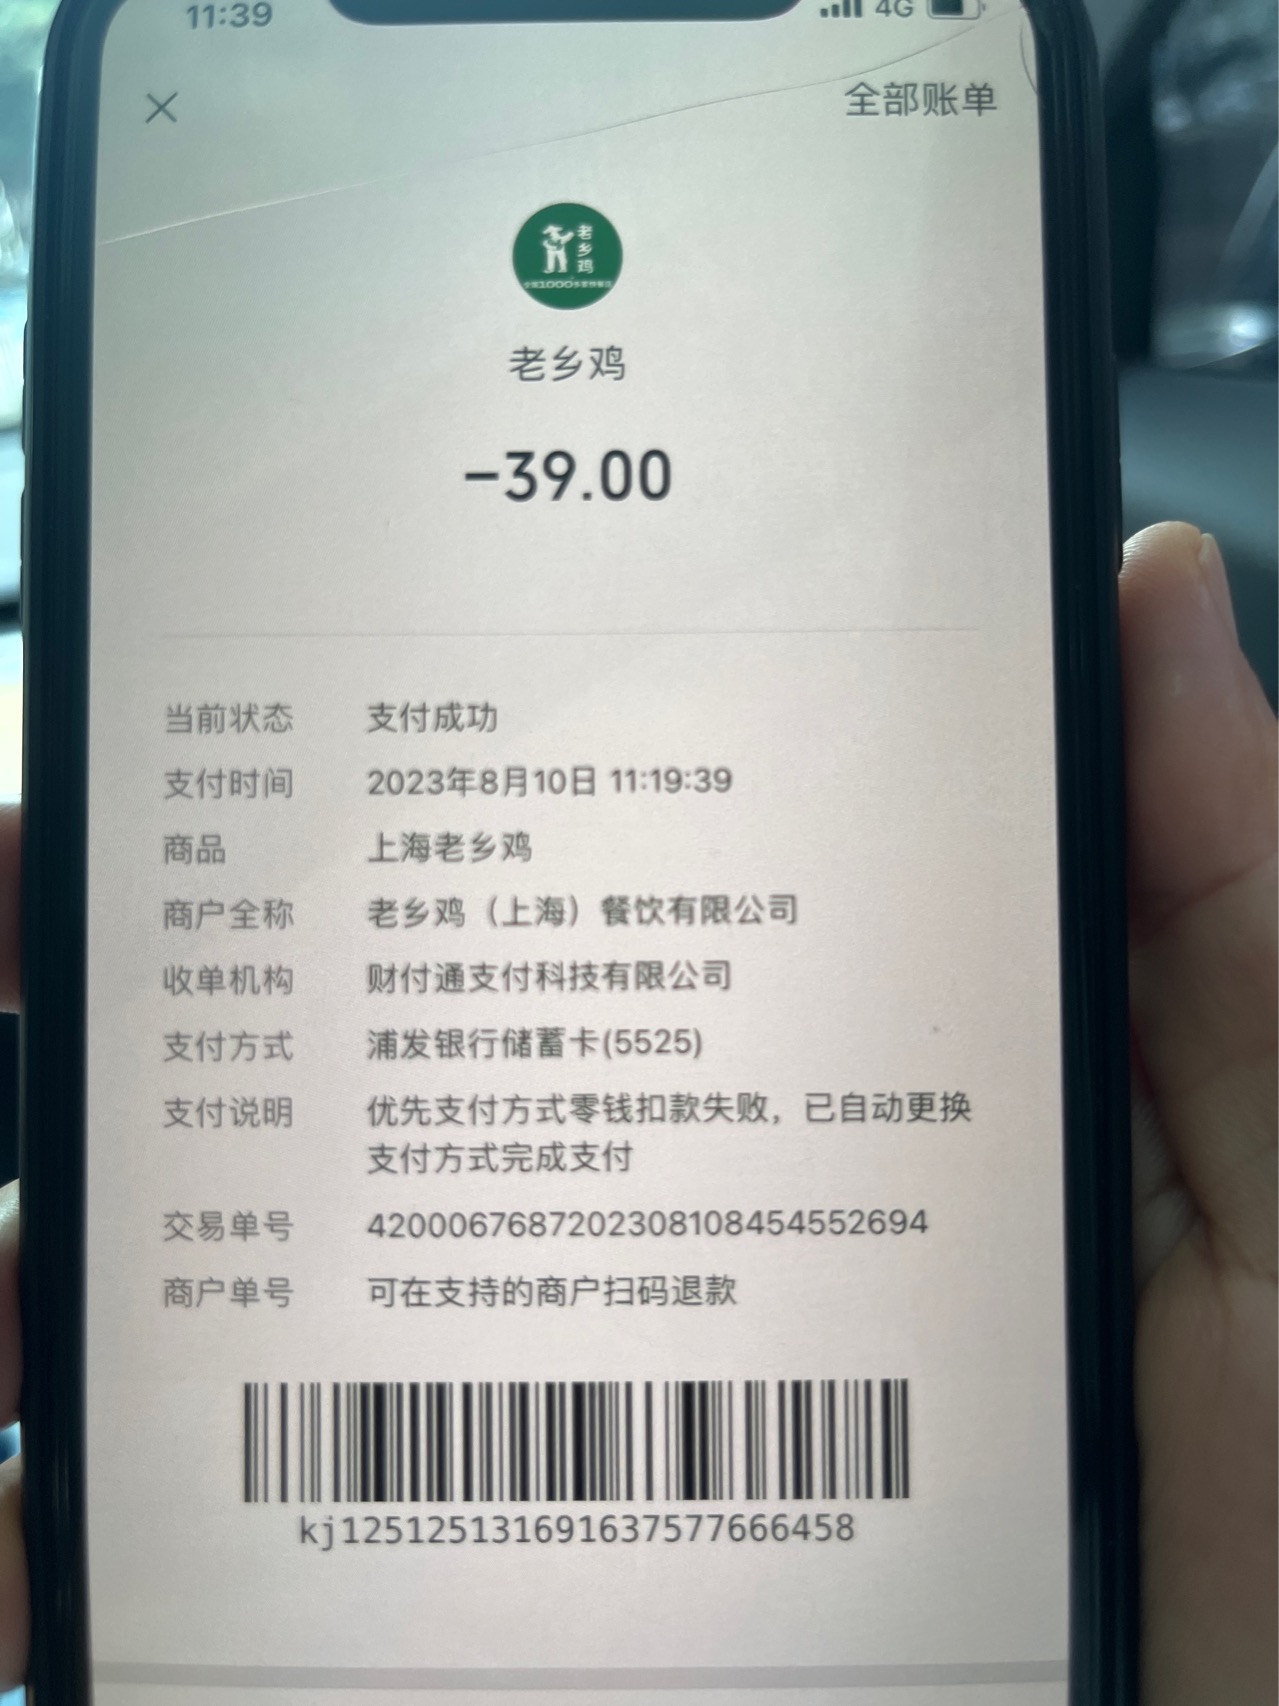 11:39
4G
全部账单
老乡鸡
1000
老乡鸡
-39.00
当前状态 支付成功
支付时间 2023年8月10日 11:19:39
商品 上海老乡鸡
商户全称 老乡鸡（上海）餐饮有限公司
收单机构 财付通支付科技有限公司
支付方式 浦发银行储蓄卡(5525)
支付说明 优先支付方式零钱扣款失败，已自动更换
支付方式完成支付
交易单号 4200067687202308108454552694
商户单号 可在支持的商户扫码退款
kj1251251316916375776​66458